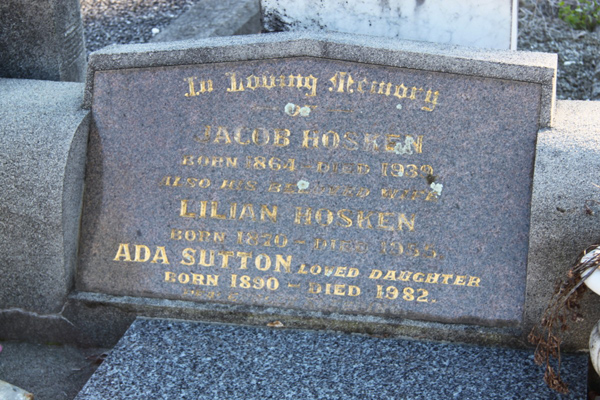 In Loving Memory
OF
JACOB HOSKEN
BORN 1864 – DIED 1939
ALSO HIS BELOVED WIFE
LILIAN HOSKEN
BORN 1870 – DIED 1955.
ADA SUTTON LOVED DAUGHTER
BORN 1890 – DIED 1982.